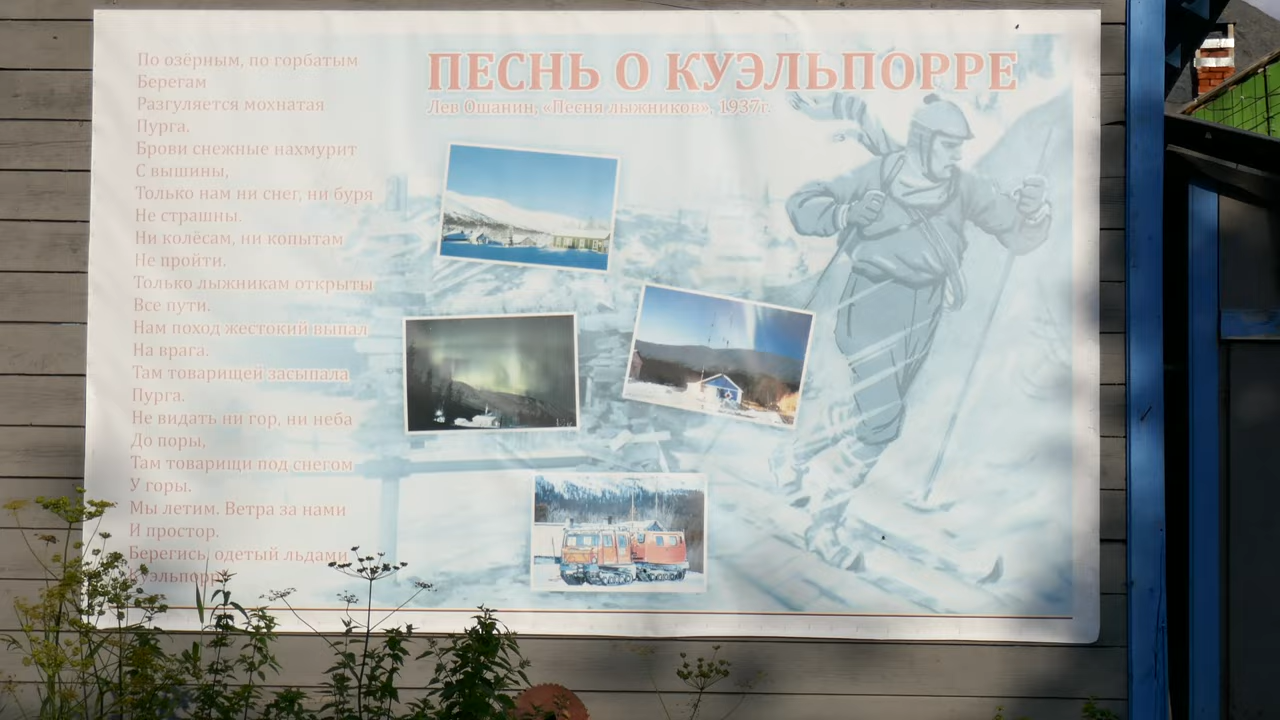 ПЕСНЬ О КУЭЛЬПОРРЕ
Лев Ошанин, «Песня лыжников», 1937г.
По озёрным, по горбатым
Берегам
Разгуляется мохнатая
Пурга.
Брови снежные нахмурит
С вышины,
Только нам ни снег, ни буря
Не страшны.
Ни колёсам, ни копытам
Не пройти.
Только лыжникам открыты
Все пути.
Нам поход жестокий выпал
На врага.
Там товарищей засыпала
Пурга.
Не видать ни гор, ни неба
До поры,
Там товарищи под снегом
У горы.
Мы летим. Ветра за нами
И простор.
Берегись, одетый льдами
Куэльпорр